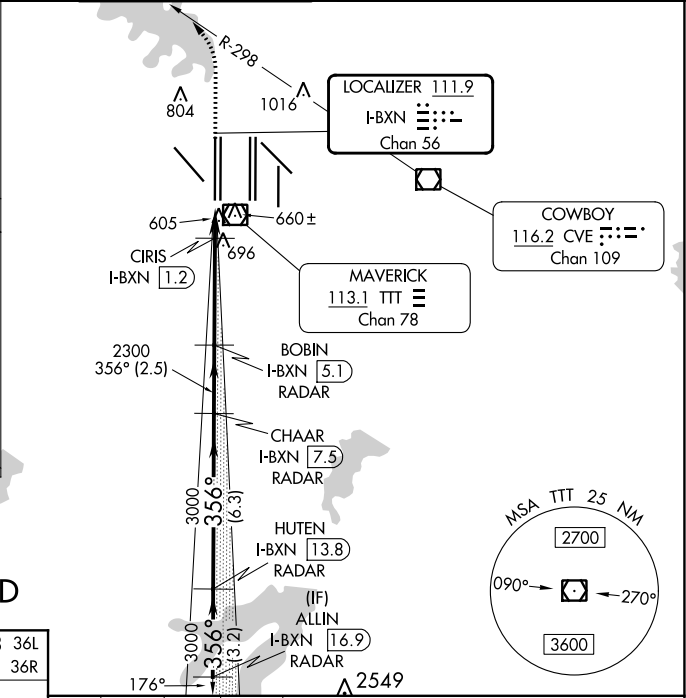 R-298
804
1016
LOCALIZER 111.9
I-BXN
Chan 56
605
660±
COWBOY
116.2 CVE
Chan 109
CIRIS
I-BXN 1.2
696
MAVERICK
113.1 TTT
Chan 78
2300
356° (2.5)
BOBIN
I-BXN 5.1
RADAR
CHAAR
I-BXN 7.5
RADAR
3000
356°
(6.3)
HUTEN
I-BXN 13.8
RADAR
MSA TTT 25 NM
2700
090°
270°
3600
D
(IF)
ALLIN
I-BXN 16.9
RADAR
3000
356°
(3.2)
36L
36R
176°
2549